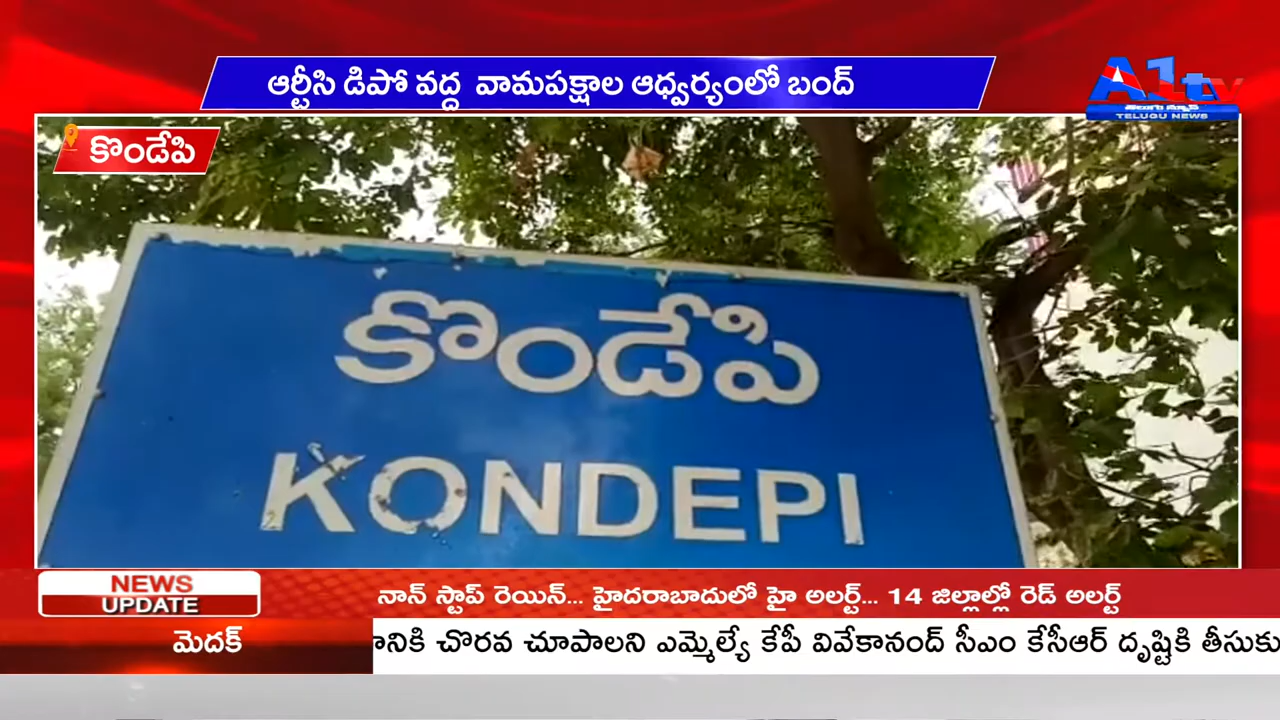 ఆర్టీసి డిపో వద్ద వామపక్షాల ఆధ్వర్యంలో బంద్
A1tv
తెలుగు న్యూస్
TELUGU NEWS
కొండేపి
కొండేపి
KONDEPI
NEWS
UPDATE
నాన్ స్టాప్ రెయిన్... హైదరాబాదులో హై అలర్ట్... 14 జిల్లాల్లో రెడ్ అలర్ట్
మెదక్
ానికి చొరవ చూపాలని ఎమ్మెల్యే కేపీ వివేకానంద్ సీఎం కేసీఆర్ దృష్టికి తీసుకు